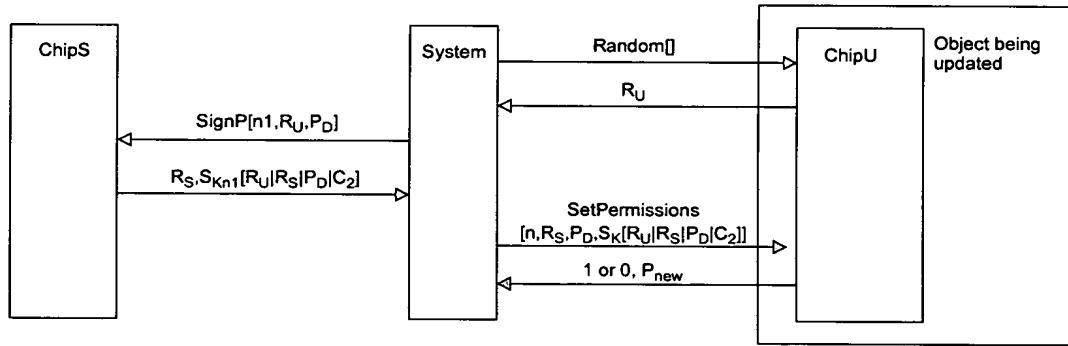 ChipS
System
ChipU
Object being
updated
Random[]
R_U
SignP[n1,R_U,P_D]
R_S,S_Kn1[R_U|R_S|P_D|C_2]
SetPermissions
[n,R_S,P_D,S_K[R_U|R_S|P_D|C_2]]
1 or 0, P_new